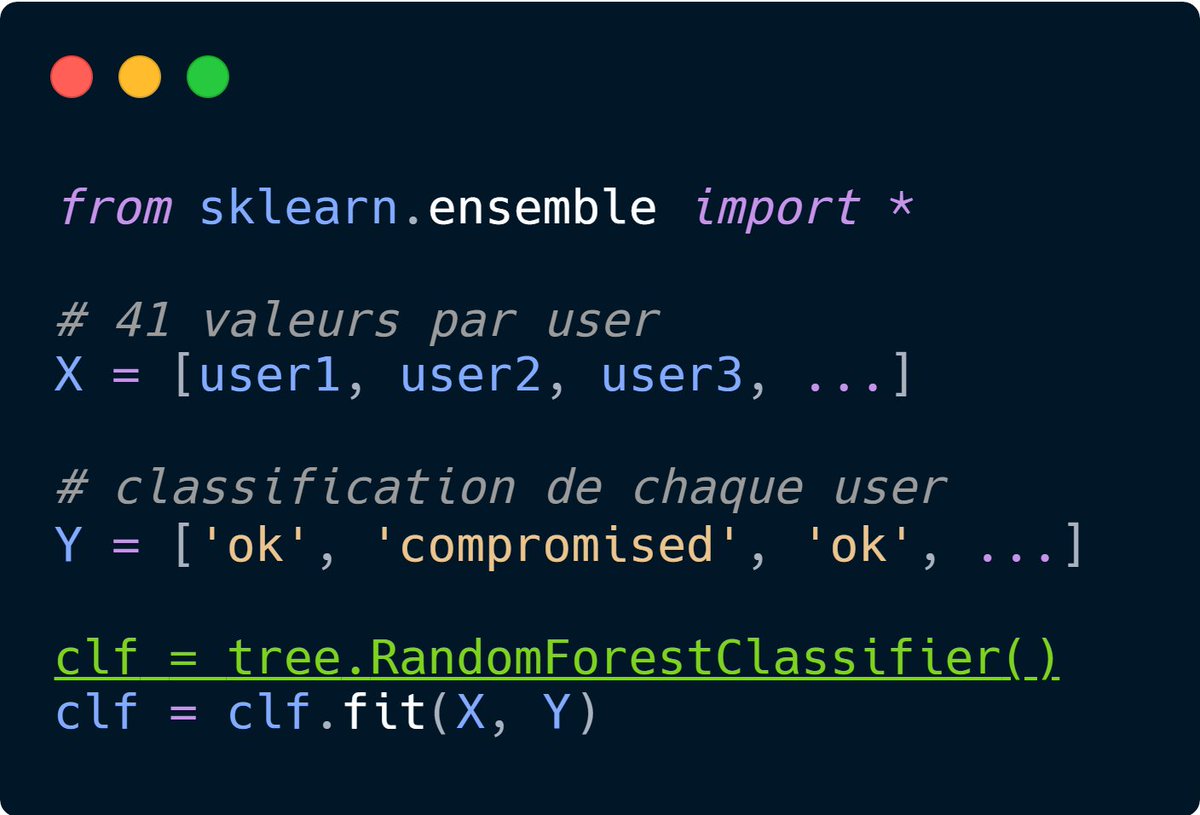 from sklearn.ensemble import *
# 41 valeurs par user
X = [user1, user2, user3, ...]
# classification de chaque user
Y = ['ok', 'compromised', 'ok', ...]
clf = tree.RandomForestClassifier()
clf = clf.fit(X, Y)